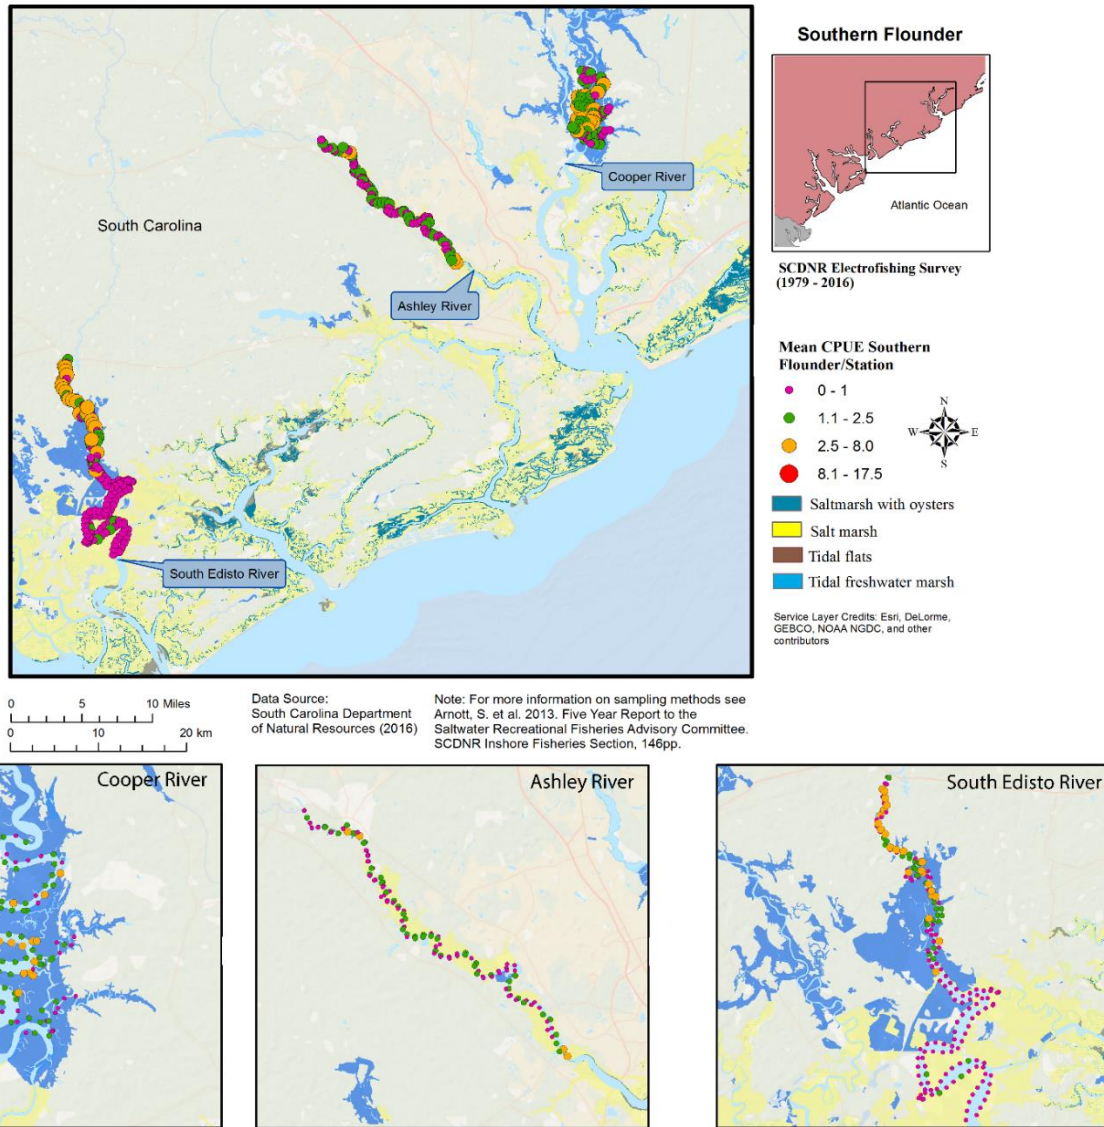 Southern Flounder
Atlantic Ocean
SCDNR Electrofishing Survey
(1979 - 2016)
Mean CPUE Southern
Flounder/Station
0 - 1
1.1 - 2.5
2.5 - 8.0
8.1 - 17.5
N
W
E
S
Saltmarsh with oysters
Salt marsh
Tidal flats
Tidal freshwater marsh
Service Layer Credits: Esri, DeLorme,
GEBCO, NOAA NGDC, and other
contributors
South Carolina
Cooper River
Ashley River
South Edisto River
0 5 10 Miles
0 10 20 km
Data Source:
South Carolina Department
of Natural Resources (2016)
Note: For more information on sampling methods see
Arnott, S. et al. 2013. Five Year Report to the
Saltwater Recreational Fisheries Advisory Committee.
SCDNR Inshore Fisheries Section, 146pp.
Cooper River
Ashley River
South Edisto River